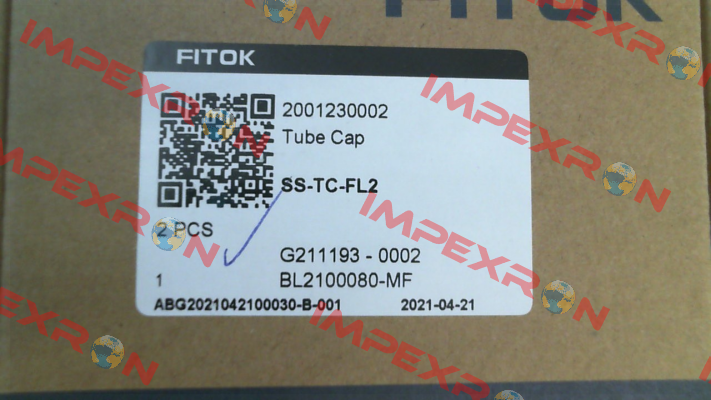 FITOK
FITOK
2001230002
Tube Cap
SS-TC-FL2
2 PCS
G211193 - 0002
1
BL2100080-MF
ABG2021042100030-B-001
2021-04-21
IMPEXRON
IMPEXRON
IMPEXRON
IMPEXRON
IMPEXRON
IMPEXRON